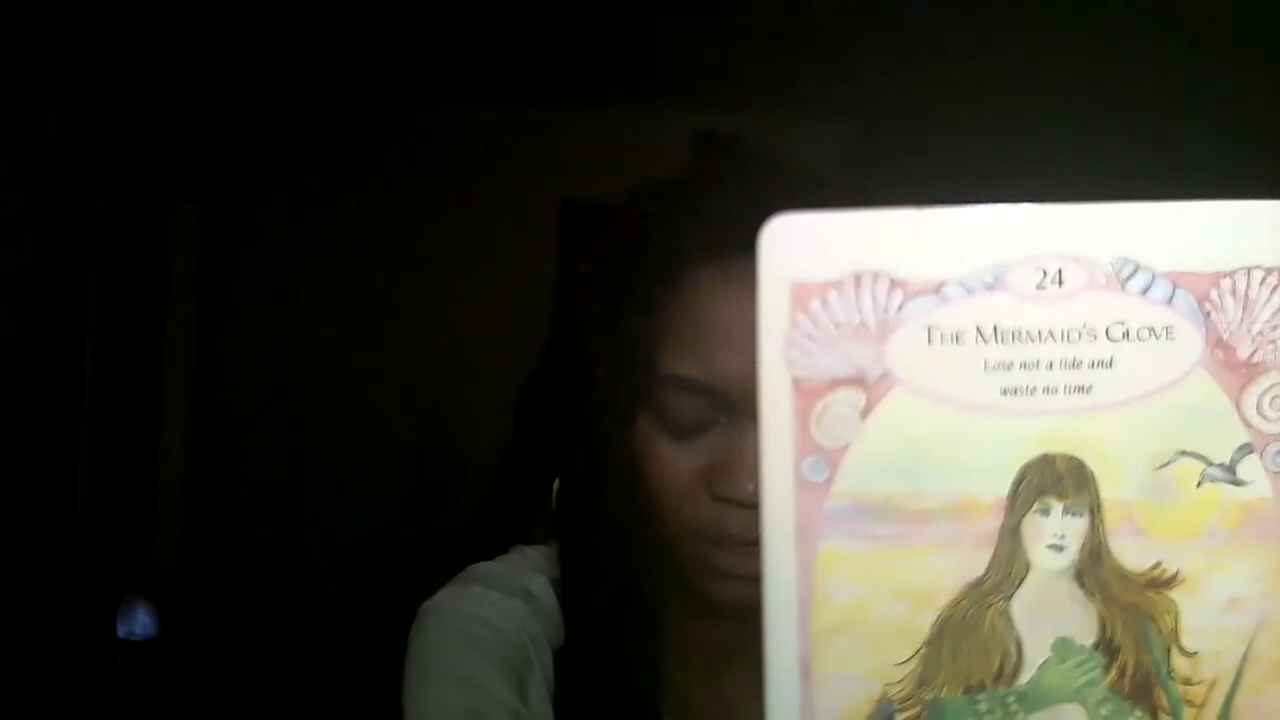 24
THE MERMAID'S GLOVE
Lose not a tide and
waste no time.